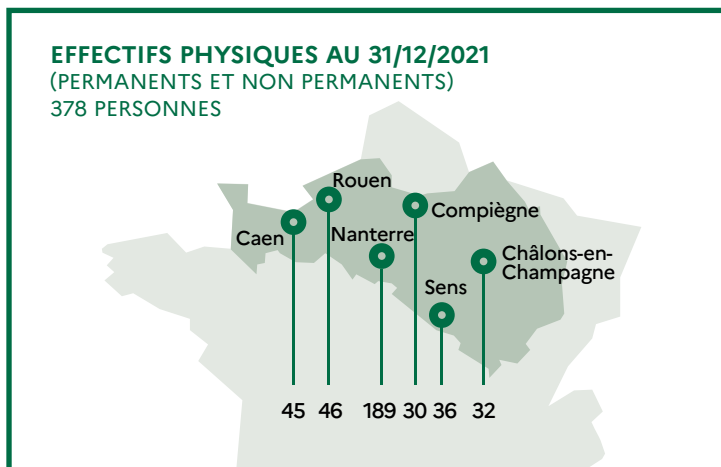 EFFECTIFS PHYSIQUES AU 31/12/2021
(PERMANENTS ET NON PERMANENTS)
378 PERSONNES
Rouen
Compiègne
Caen
Nanterre
Châlons-en-
Champagne
Sens
45 46 189 30 36 32